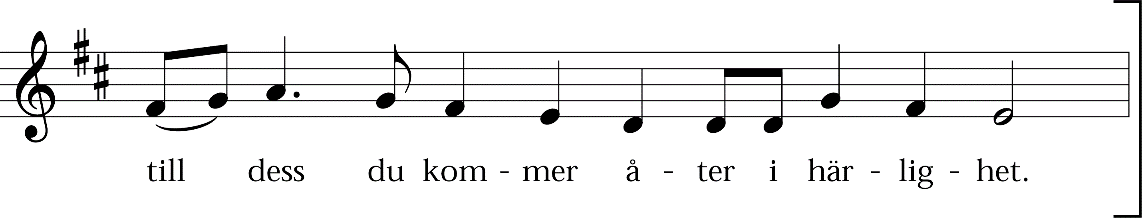 till dess du kom - mer å - ter i här - lig - het.